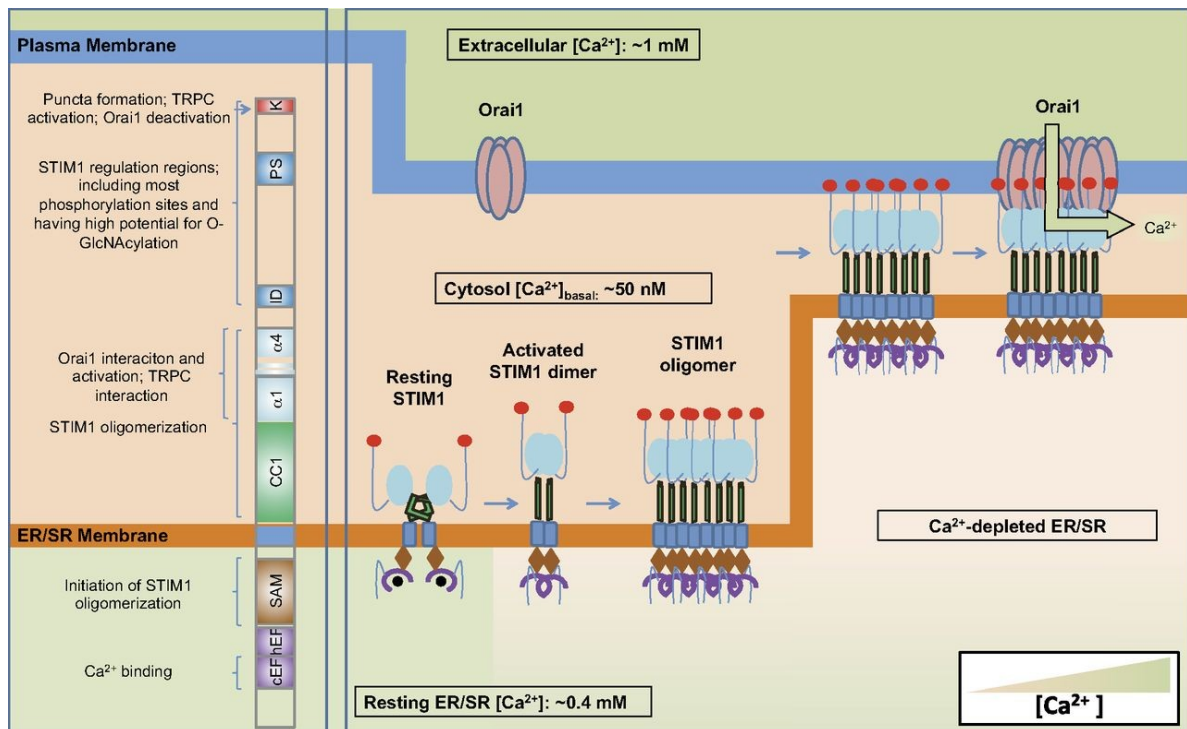 Plasma Membrane
Extracellular [Ca²⁺]: ~1 mM
Puncta formation; TRPC
activation; Orai1 deactivation
K
STIM1 regulation regions;
including most
phosphorylation sites and
having high potential for O-
GlcNAcylation
PS
ID
Orai1 interaciton and
activation; TRPC
interaction
α4
α1
STIM1 oligomerization
CC1
ER/SR Membrane
Initiation of STIM1
oligomerization
SAM
hEF
Ca²⁺ binding
cEF
Orai1
Orai1
Ca²⁺
Cytosol [Ca²⁺]basal: ~50 nM
Resting
STIM1
Activated
STIM1 dimer
STIM1
oligomer
Ca²⁺-depleted ER/SR
Resting ER/SR [Ca²⁺]: ~0.4 mM
[Ca²⁺ ]